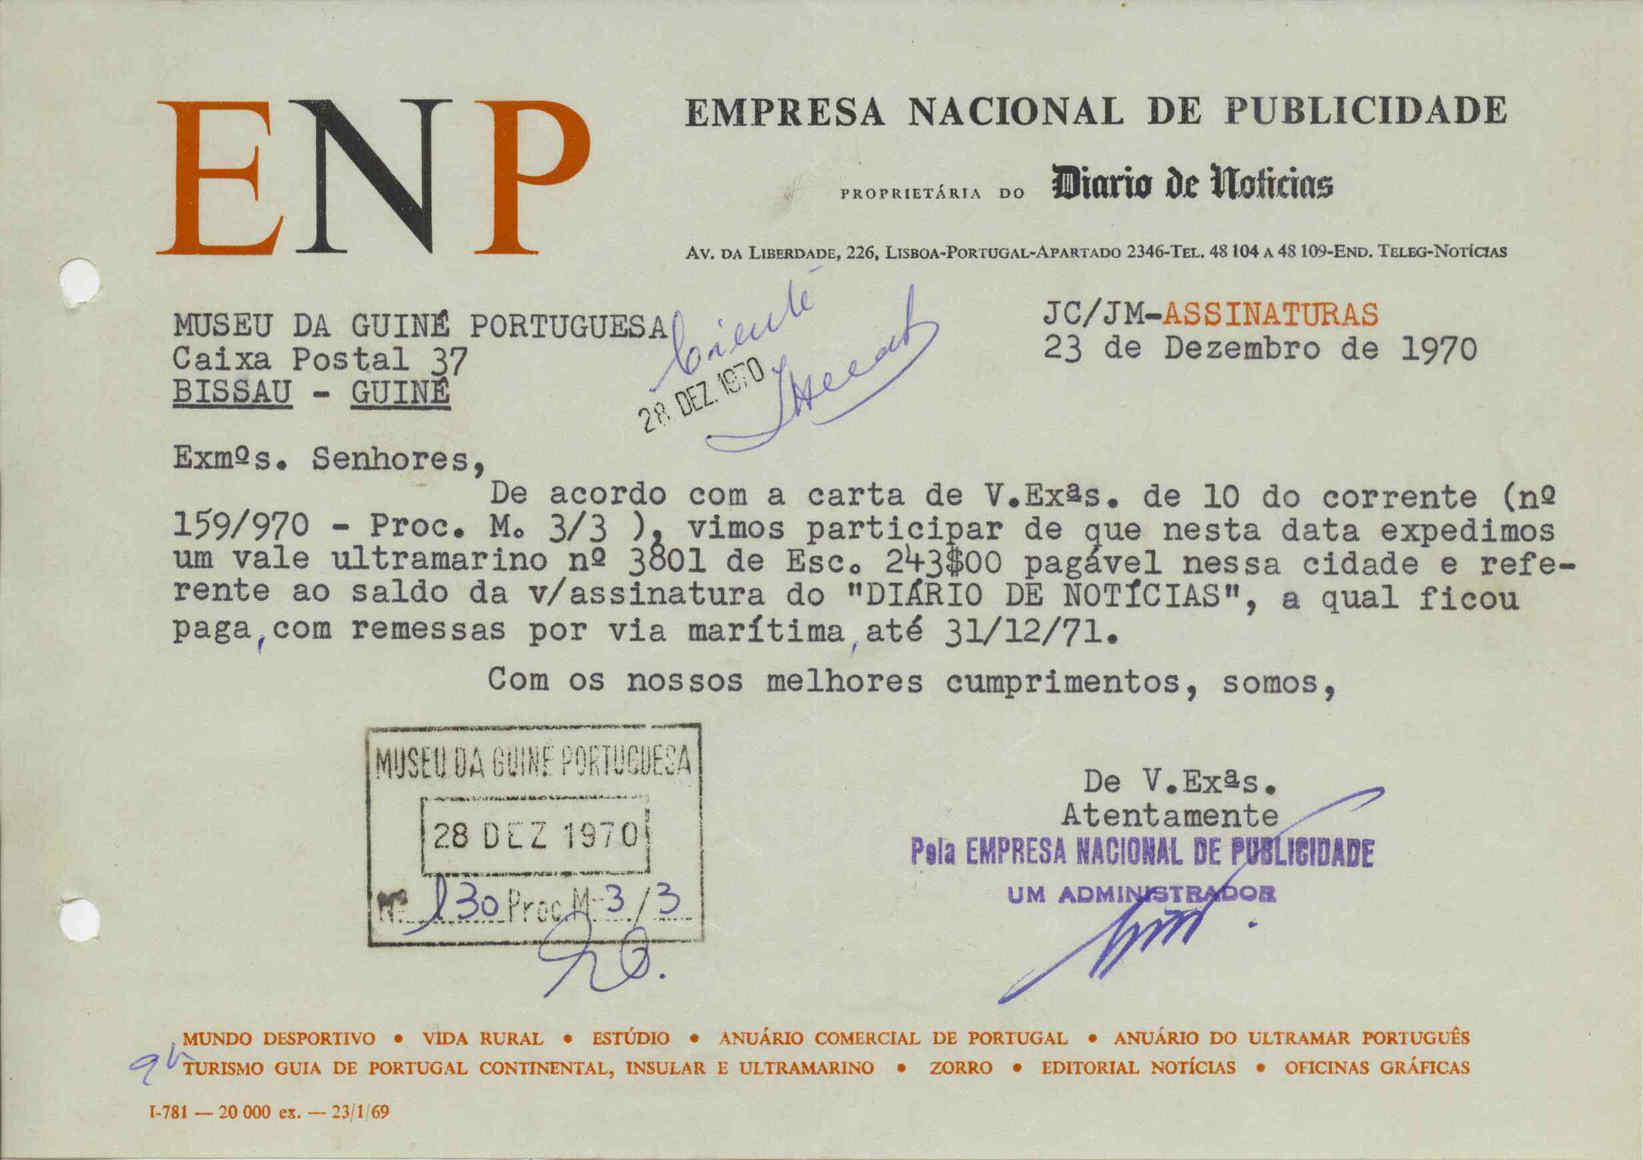 ENP
EMPRESA NACIONAL DE PUBLICIDADE
PROPRIETÁRIA DO Diario de Noticias
AV. DA LIBERDADE, 226, LISBOA-PORTUGAL-APARTADO 2346-TEL. 48 104 A 48 109-END. TELEG-NOTÍCIAS
MUSEU DA GUINÉ PORTUGUESA
Caixa Postal 37
BISSAU - GUINÉ
Ciente
28 DEZ. 1970
JC/JM-ASSINATURAS
23 de Dezembro de 1970
Exmºs. Senhores,
De acordo com a carta de V.Exªs. de 10 do corrente (nº
159/970 - Proc. M. 3/3 ), vimos participar de que nesta data expedimos
um vale ultramarino nº 3801 de Esc. 243$00 pagável nessa cidade e refe-
rente ao saldo da v/assinatura do "DIÁRIO DE NOTÍCIAS", a qual ficou
paga, com remessas por via marítima, até 31/12/71.
Com os nossos melhores cumprimentos, somos,
MUSEU DA GUINÉ PORTUGUESA
28 DEZ 1970
Nº 130 Proc. M-3/3
De V.Exªs.
Atentamente
Pela EMPRESA NACIONAL DE PUBLICIDADE
UM ADMINISTRADOR
MUNDO DESPORTIVO • VIDA RURAL • ESTÚDIO • ANUÁRIO COMERCIAL DE PORTUGAL • ANUÁRIO DO ULTRAMAR PORTUGUÊS
TURISMO GUIA DE PORTUGAL CONTINENTAL, INSULAR E ULTRAMARINO • ZORRO • EDITORIAL NOTÍCIAS • OFICINAS GRÁFICAS
I-781 — 20 000 ex. — 23/1/69